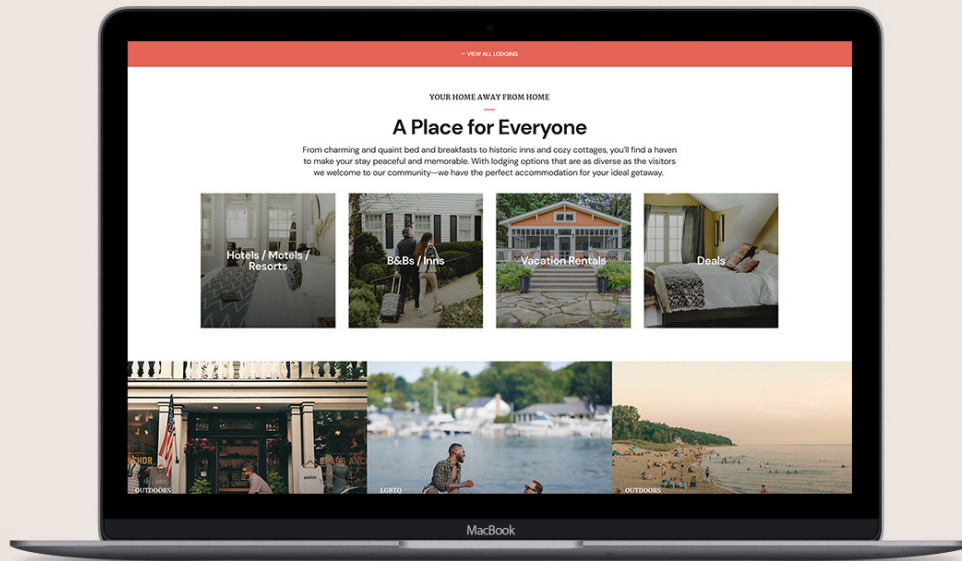 VIEW ALL LODGING
YOUR HOME AWAY FROM HOME
A Place for Everyone
From charming and quaint bed and breakfasts to historic inns and cozy cottages, you'll find a haven
to make your stay peaceful and memorable. With lodging options that are as diverse as the visitors
we welcome to our community—we have the perfect accommodation for your ideal getaway.
Hotels / Motels /
Resorts
B&Bs / Inns
Vacation Rentals
Deals
OUTDOORS
LGBTQ
OUTDOORS
MacBook